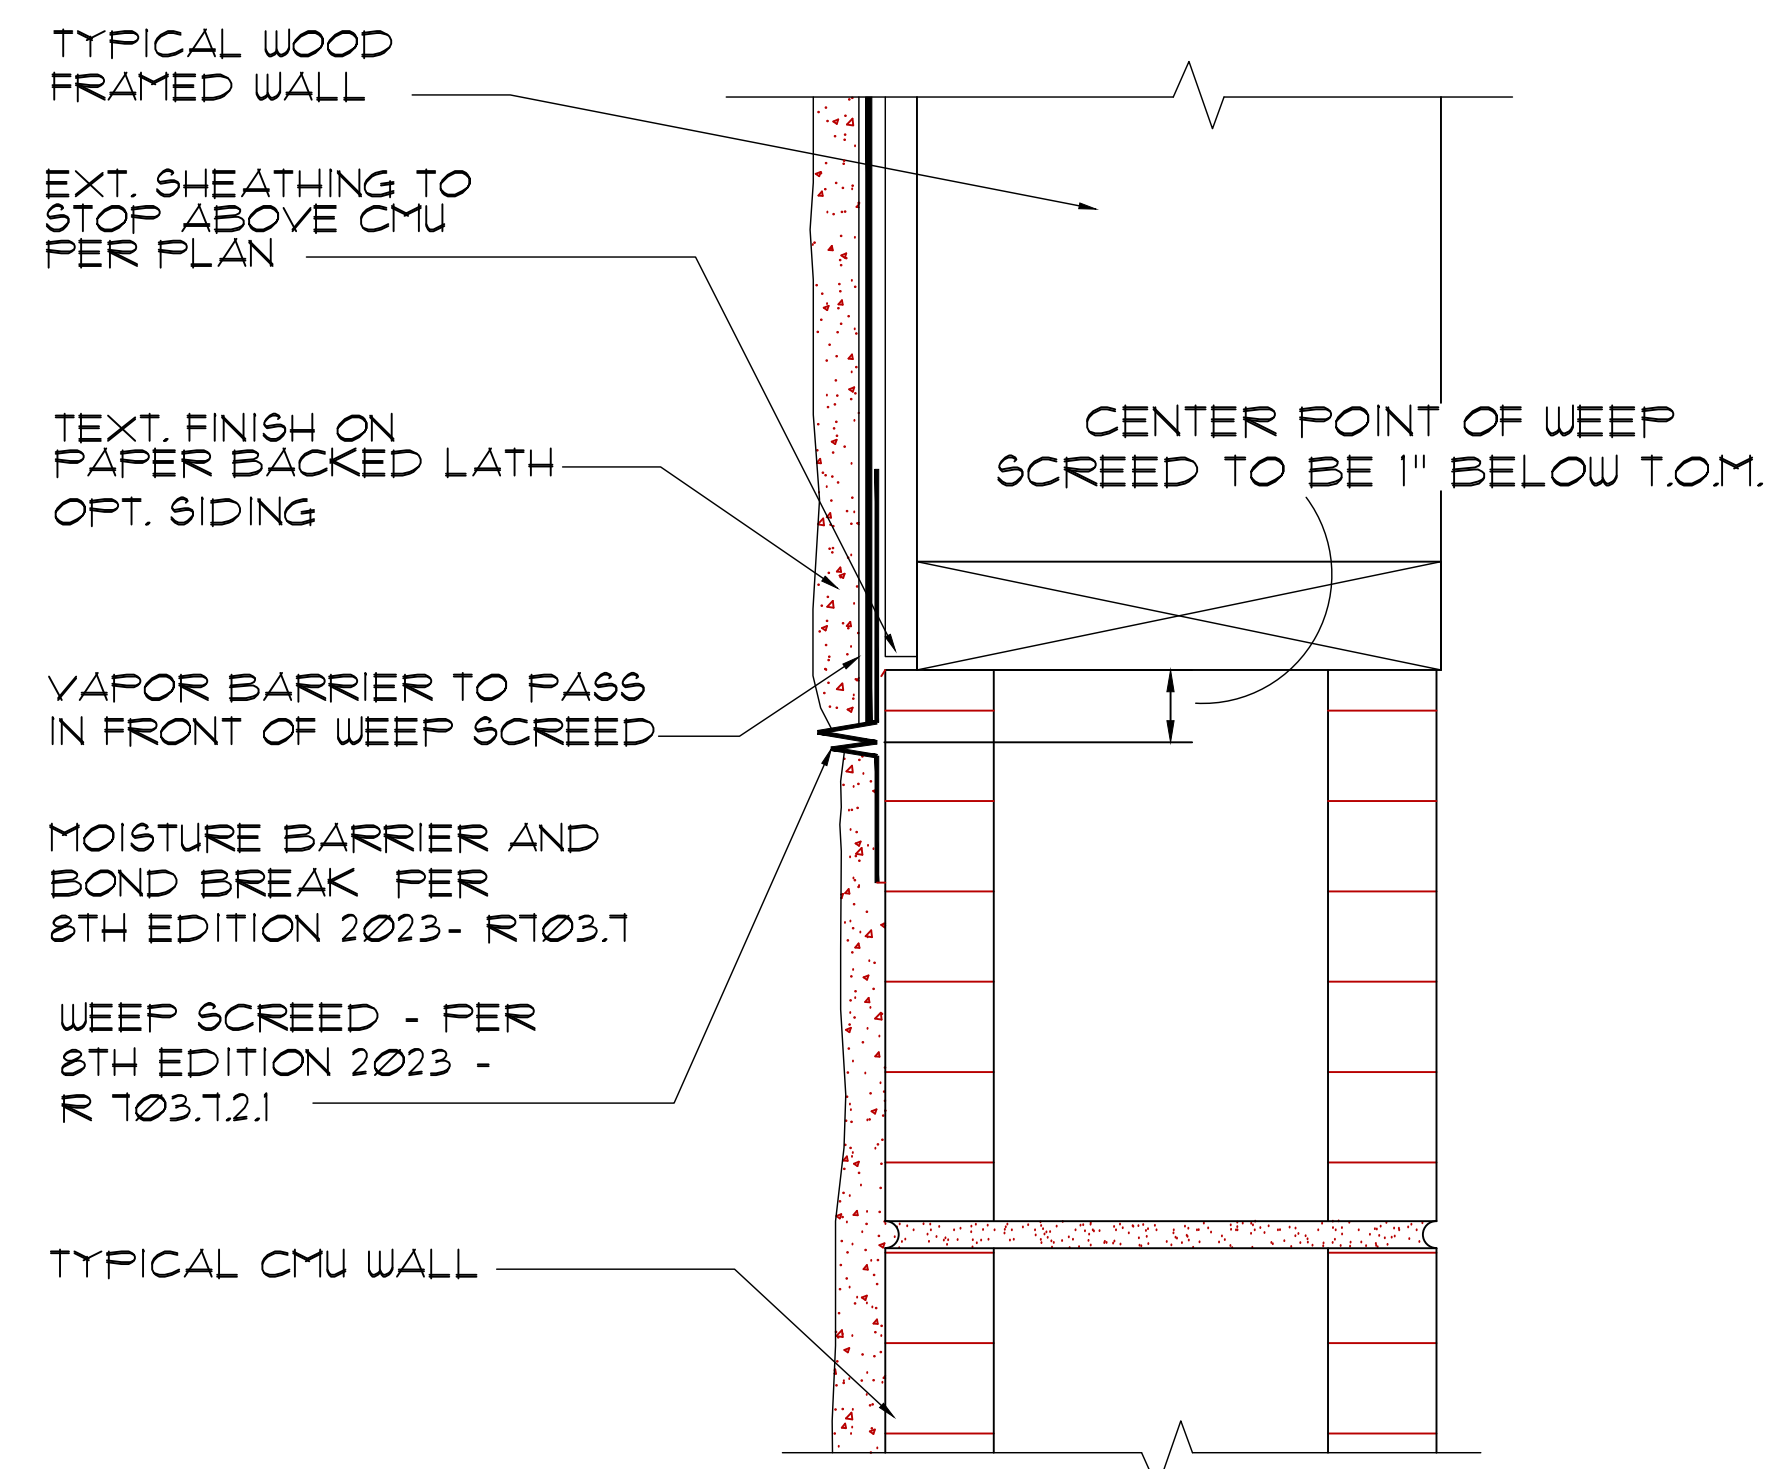 TYPICAL WOOD
FRAMED WALL
EXT. SHEATHING TO
STOP ABOVE CMU
PER PLAN
TEXT. FINISH ON
PAPER BACKED LATH
OPT. SIDING
CENTER POINT OF WEEP
SCREED TO BE 1" BELOW T.O.M.
VAPOR BARRIER TO PASS
IN FRONT OF WEEP SCREED
MOISTURE BARRIER AND
BOND BREAK PER
8TH EDITION 2023- R703.7
WEEP SCREED - PER
8TH EDITION 2023 -
R 703.7.2.1
TYPICAL CMU WALL